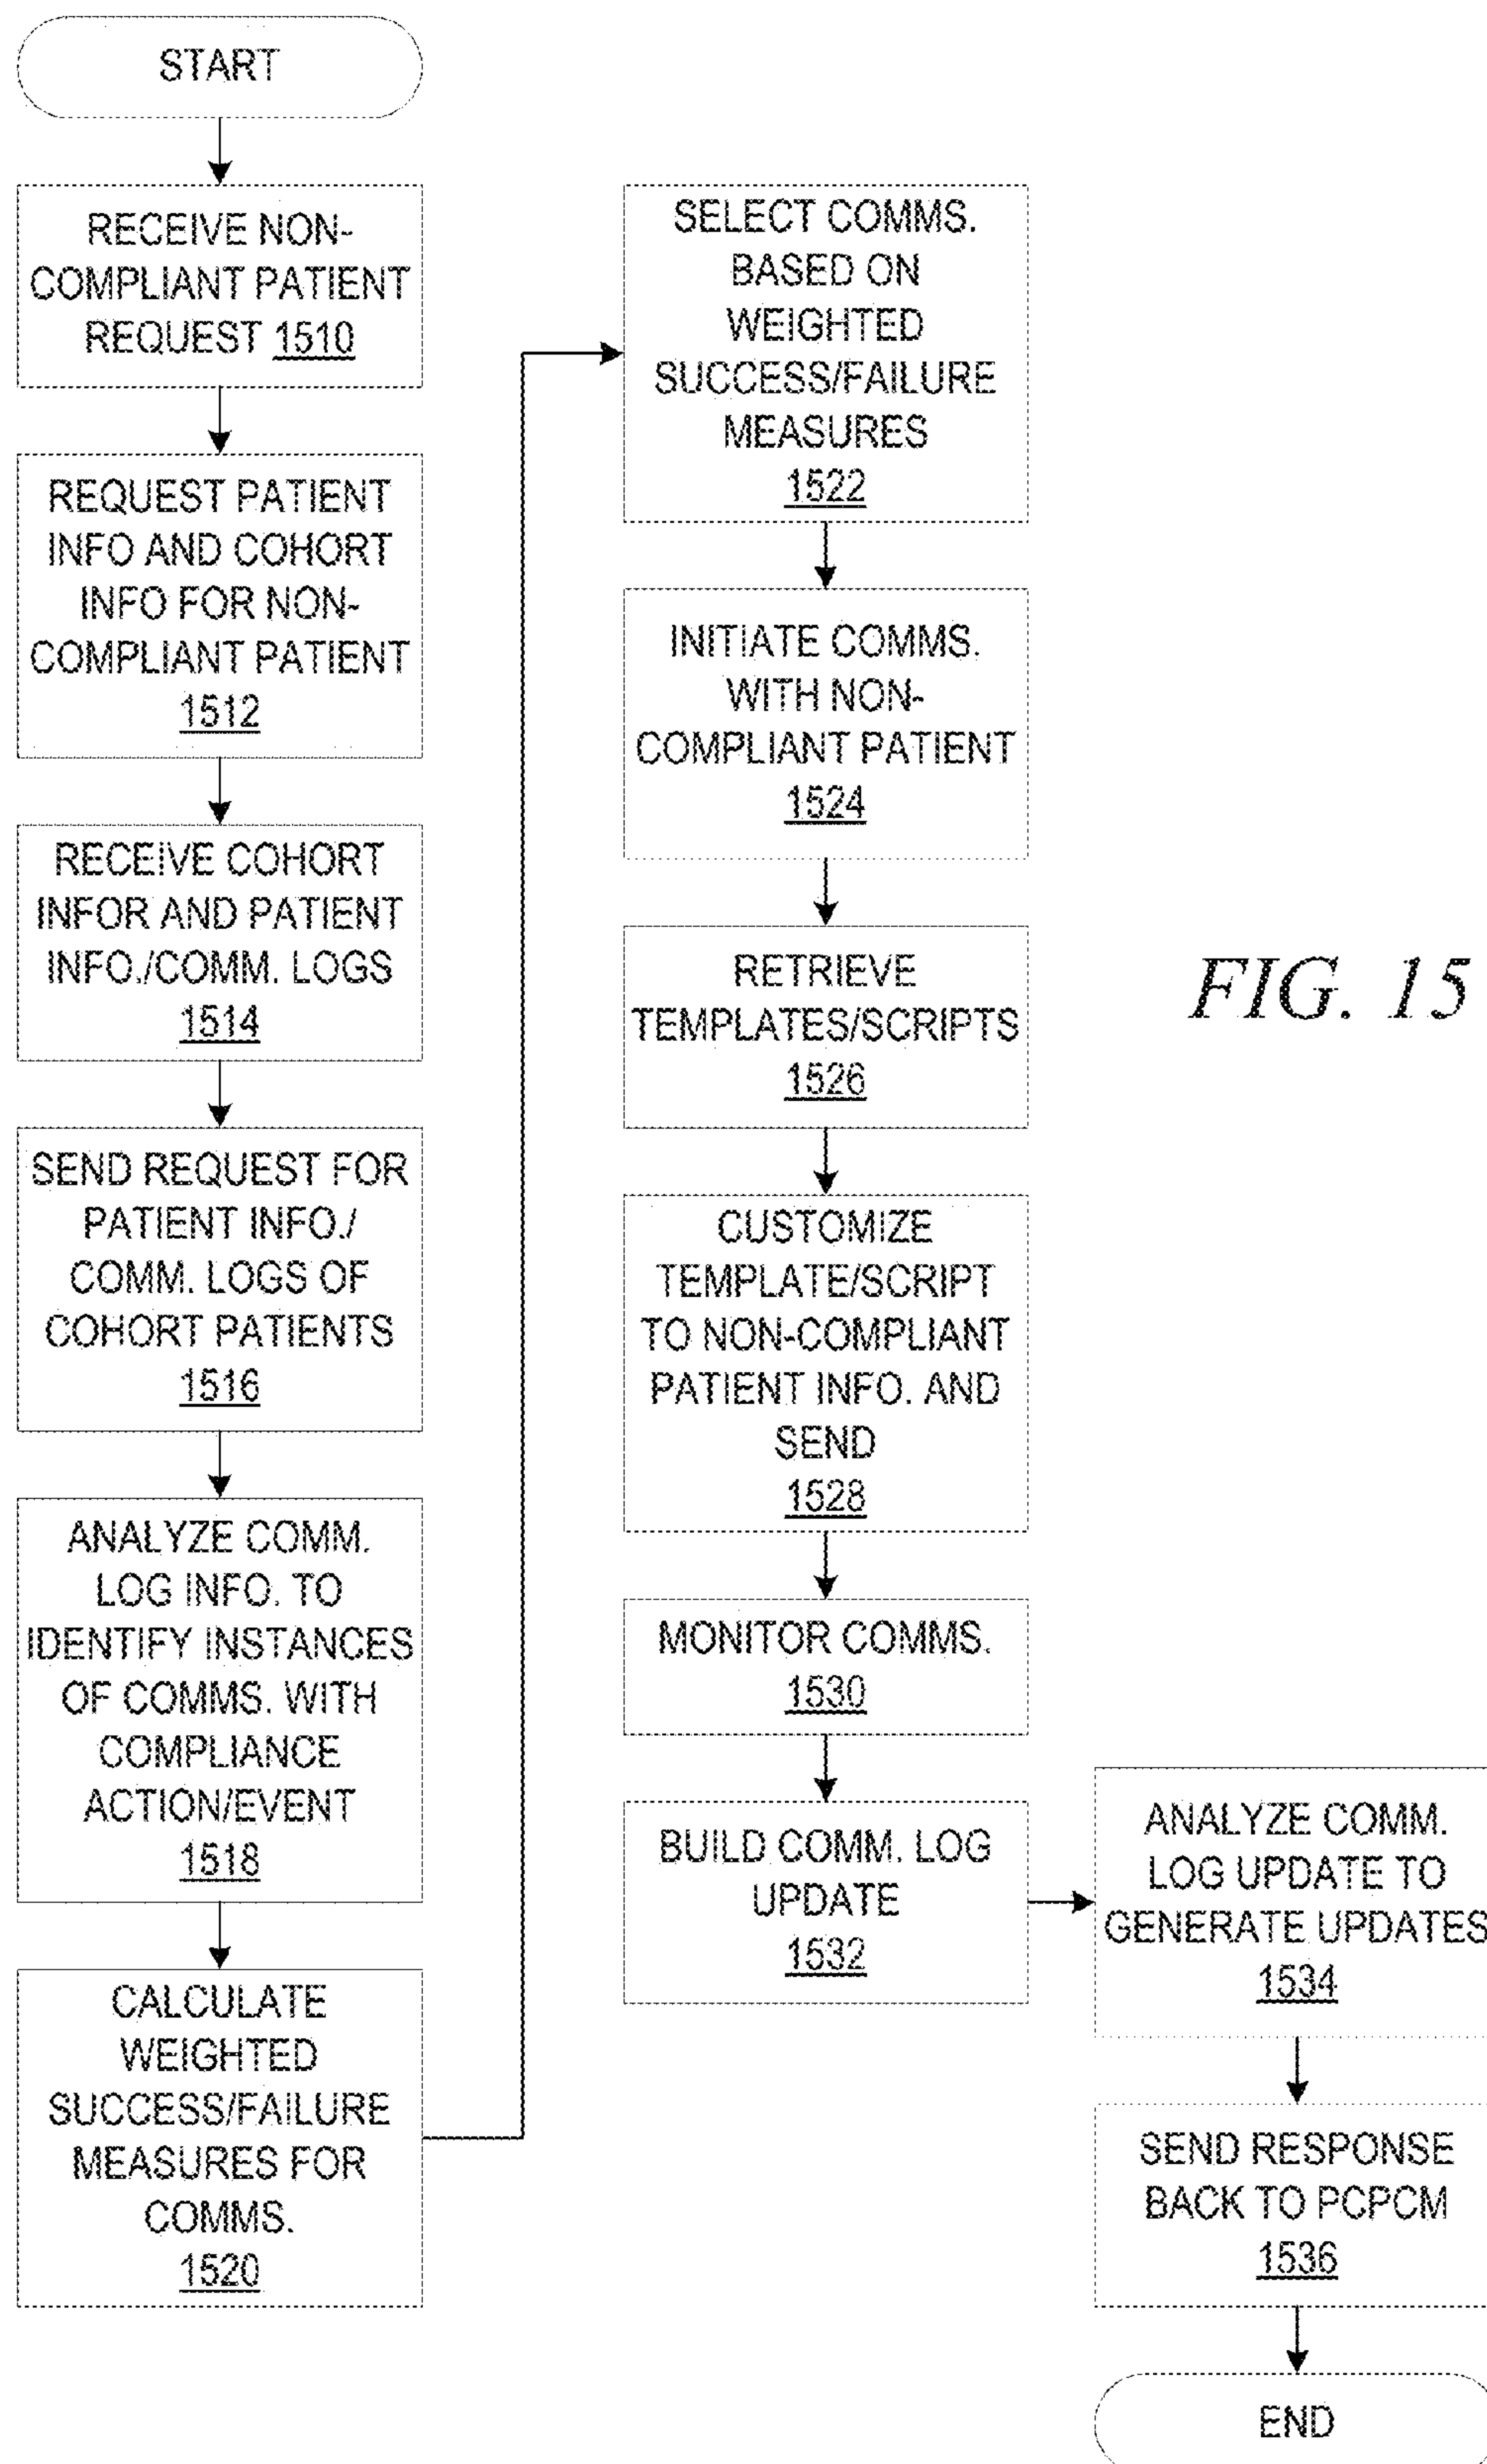 START
RECEIVE NON-
COMPLIANT PATIENT
REQUEST 1510
REQUEST PATIENT
INFO AND COHORT
INFO FOR NON-
COMPLIANT PATIENT
1512
RECEIVE COHORT
INFOR AND PATIENT
INFO./COMM. LOGS
1514
SEND REQUEST FOR
PATIENT INFO./
COMM. LOGS OF
COHORT PATIENTS
1516
ANALYZE COMM.
LOG INFO. TO
IDENTIFY INSTANCES
OF COMMS. WITH
COMPLIANCE
ACTION/EVENT
1518
CALCULATE
WEIGHTED
SUCCESS/FAILURE
MEASURES FOR
COMMS.
1520
SELECT COMMS.
BASED ON
WEIGHTED
SUCCESS/FAILURE
MEASURES
1522
INITIATE COMMS.
WITH NON-
COMPLIANT PATIENT
1524
RETRIEVE
TEMPLATES/SCRIPTS
1526
CUSTOMIZE
TEMPLATE/SCRIPT
TO NON-COMPLIANT
PATIENT INFO. AND
SEND
1528
MONITOR COMMS.
1530
BUILD COMM. LOG
UPDATE
1532
ANALYZE COMM.
LOG UPDATE TO
GENERATE UPDATES
1534
SEND RESPONSE
BACK TO PCPCM
1536
END
FIG. 15